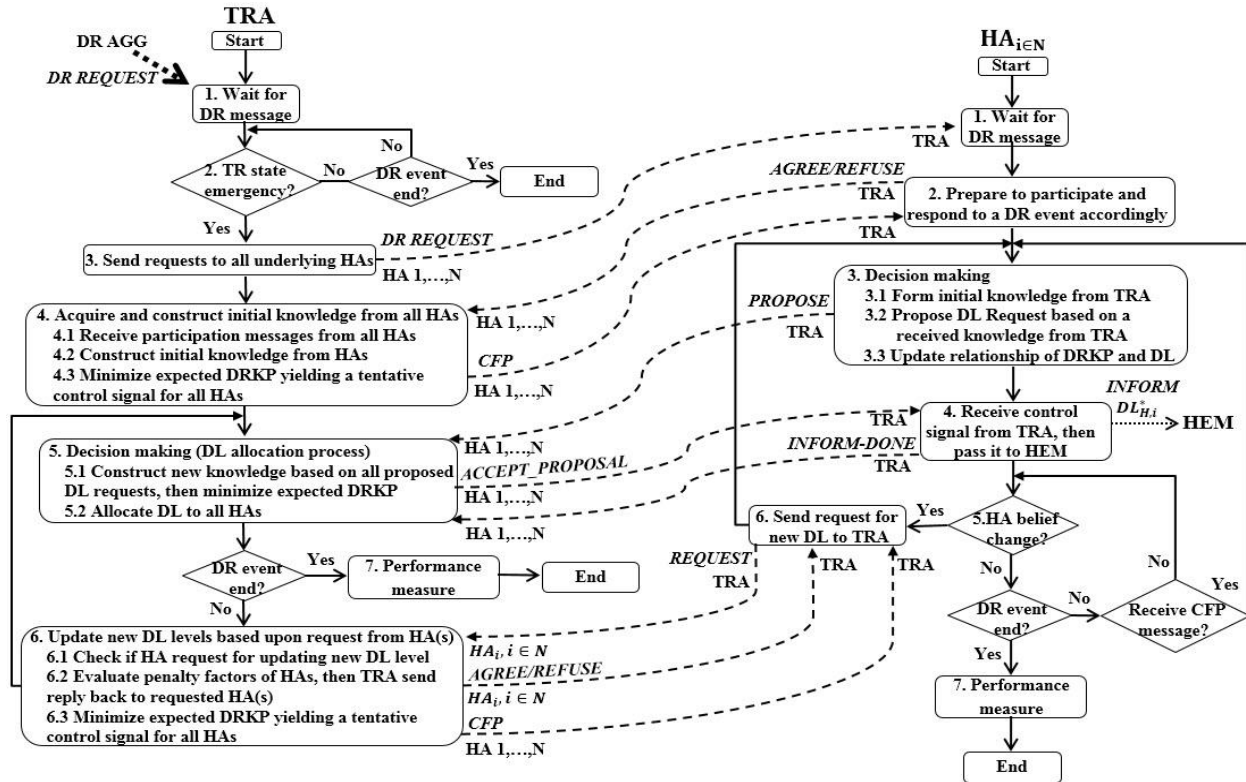 TRA
Start
DR AGG
DR REQUEST
1. Wait for
DR message
No
2. TR state
emergency?
No
DR event
end?
Yes
End
Yes
3. Send requests to all underlying HAs
DR REQUEST
HA 1,…,N
4. Acquire and construct initial knowledge from all HAs
4.1 Receive participation messages from all HAs
4.2 Construct initial knowledge from HAs
4.3 Minimize expected DRKP yielding a tentative
control signal for all HAs
HA 1,…,N
CFP
HA 1,…,N
5. Decision making (DL allocation process)
5.1 Construct new knowledge based on all proposed
DL requests, then minimize expected DRKP
5.2 Allocate DL to all HAs
HA 1,…,N
ACCEPT_PROPOSAL
HA 1,…,N
HA 1,…,N
DR event
end?
Yes
7. Performance
measure
End
No
6. Update new DL levels based upon request from HA(s)
6.1 Check if HA request for updating new DL level
6.2 Evaluate penalty factors of HAs, then TRA send
reply back to requested HA(s)
6.3 Minimize expected DRKP yielding a tentative
control signal for all HAs
HA_i, i ∈ N
AGREE/REFUSE
HA_i, i ∈ N
CFP
HA 1,…,N
HA_i∈N
Start
1. Wait for
DR message
TRA
AGREE/REFUSE
TRA
2. Prepare to participate and
respond to a DR event accordingly
TRA
3. Decision making
3.1 Form initial knowledge from TRA
3.2 Propose DL Request based on a
received knowledge from TRA
3.3 Update relationship of DRKP and DL
PROPOSE
TRA
4. Receive control
signal from TRA, then
pass it to HEM
TRA
INFORM-DONE
TRA
INFORM
DL*_H,i
HEM
5.HA belief
change?
Yes
6. Send request for
new DL to TRA
REQUEST
TRA
TRA
TRA
No
DR event
end?
No
Receive CFP
message?
No
Yes
Yes
7. Performance
measure
End